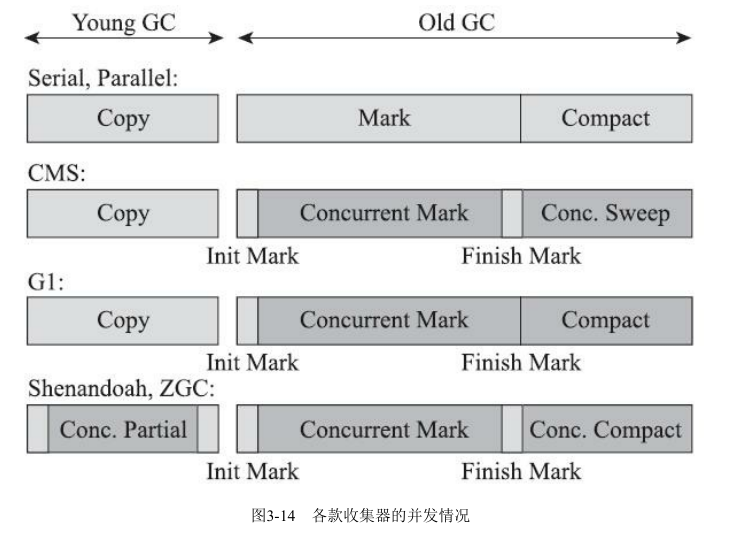 Young GC
Old GC
Serial, Parallel:
Copy
Mark
Compact
CMS:
Copy
Concurrent Mark
Conc. Sweep
Init Mark
Finish Mark
G1:
Copy
Concurrent Mark
Compact
Init Mark
Finish Mark
Shenandoah, ZGC:
Conc. Partial
Concurrent Mark
Conc. Compact
Init Mark
Finish Mark
图3-14 各款收集器的并发情况